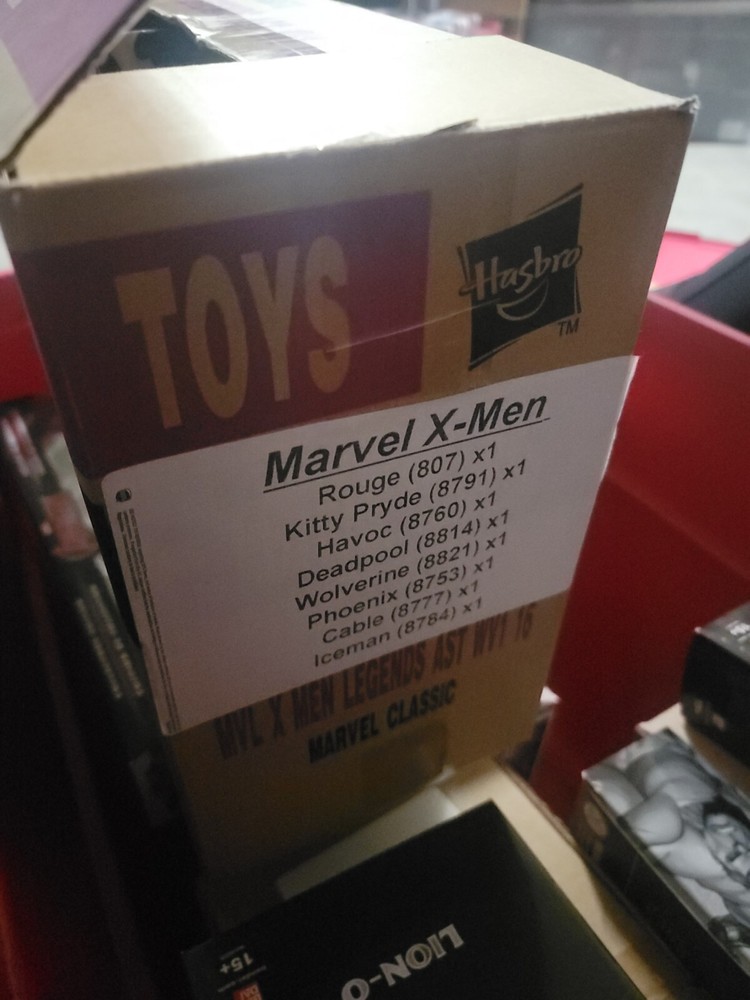 TOYS
Hasbro
TM
Marvel X-Men
Rouge (807) x1
Kitty Pryde (8791) x1
Havoc (8760) x1
Deadpool (8814) x1
Wolverine (8821) x1
Phoenix (8753) x1
Cable (8777) x1
Iceman (8784) x1
MVL X MEN LEGENDS AST WV1 16
MARVEL CLASSIC
LION-O
15+